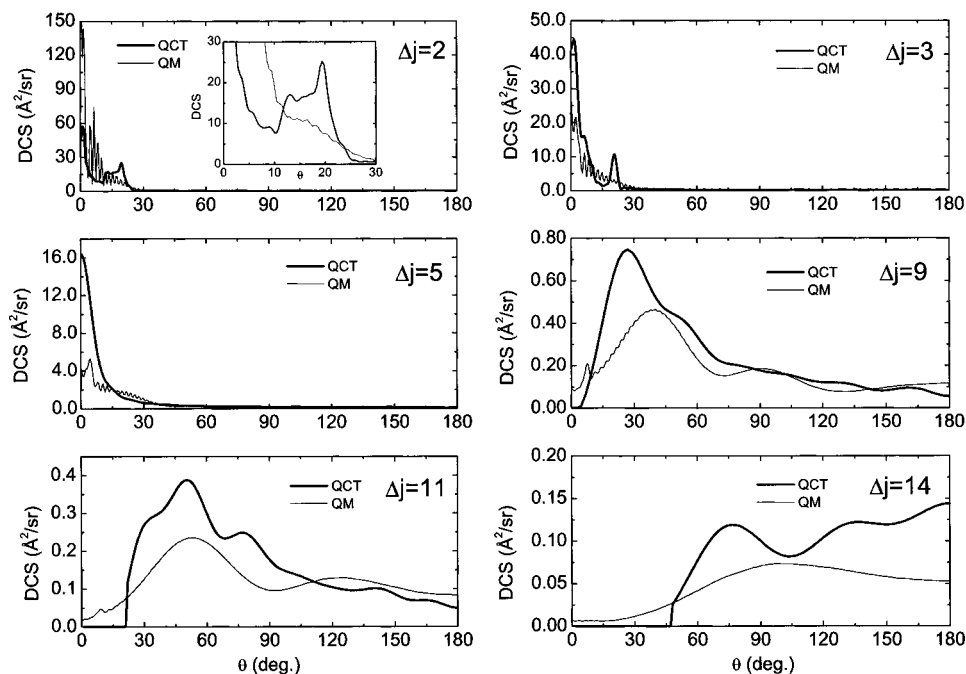 150
135
120
105
90
75
60
45
30
15
0
DCS (Å²/sr)
QCT
QM
Δj=2
30
20
10
0
DCS
0 10 20 30
θ
0 30 60 90 120 150 180
50.0
40.0
30.0
20.0
10.0
0.0
DCS (Å²/sr)
QCT
QM
Δj=3
0 30 60 90 120 150 180
16.0
12.0
8.0
4.0
0.0
DCS (Å²/sr)
QCT
QM
Δj=5
0 30 60 90 120 150 180
0.80
0.60
0.40
0.20
0.00
DCS (Å²/sr)
QCT
QM
Δj=9
0 30 60 90 120 150 180
0.4
0.3
0.2
0.1
0.0
DCS (Å²/sr)
QCT
QM
Δj=11
0 30 60 90 120 150 180
θ (deg.)
0.20
0.15
0.10
0.05
0.00
DCS (Å²/sr)
QCT
QM
Δj=14
0 30 60 90 120 150 180
θ (deg.)